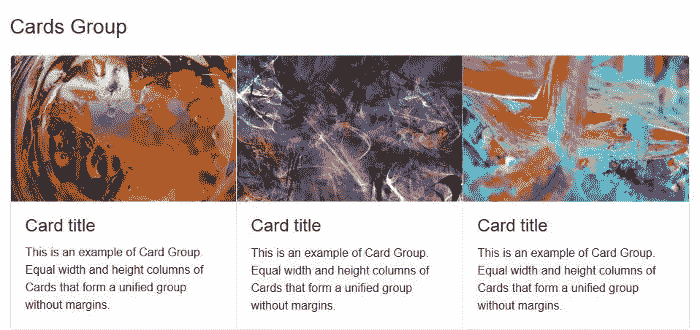 Cards Group
Card title
This is an example of Card Group.
Equal width and height columns of
Cards that form a unified group
without margins.
Card title
This is an example of Card Group.
Equal width and height columns of
Cards that form a unified group
without margins.
Card title
This is an example of Card Group.
Equal width and height columns of
Cards that form a unified group
without margins.